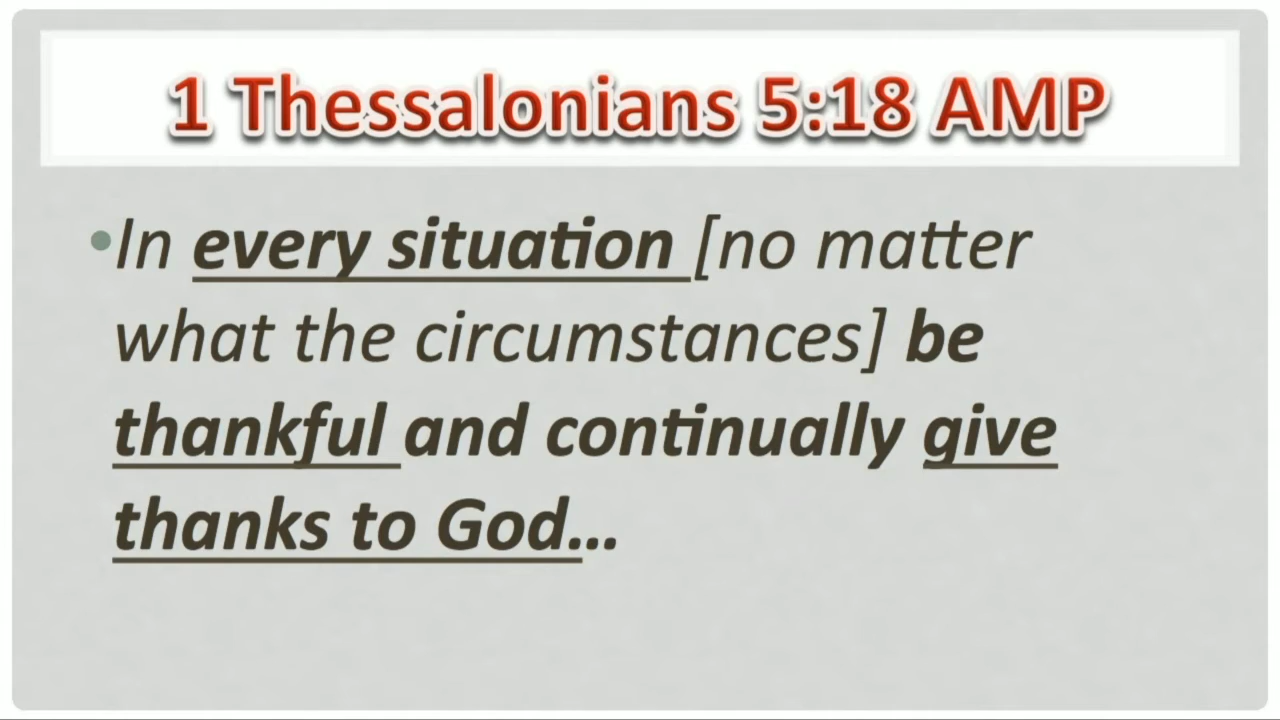 1 Thessalonians 5:18 AMP
•In every situation [no matter
what the circumstances] be
thankful and continually give
thanks to God…